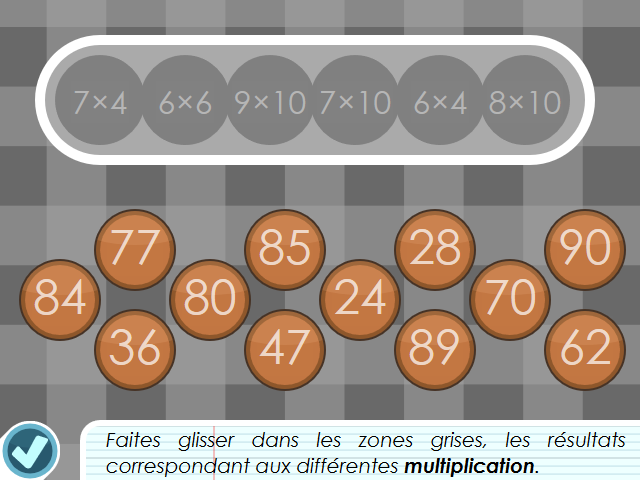 7×4 6×6 9×10 7×10 6×4 8×10
77 85 28 90
84 80 24 70
36 47 89 62
Faites glisser dans les zones grises, les résultats
correspondant aux différentes multiplication.